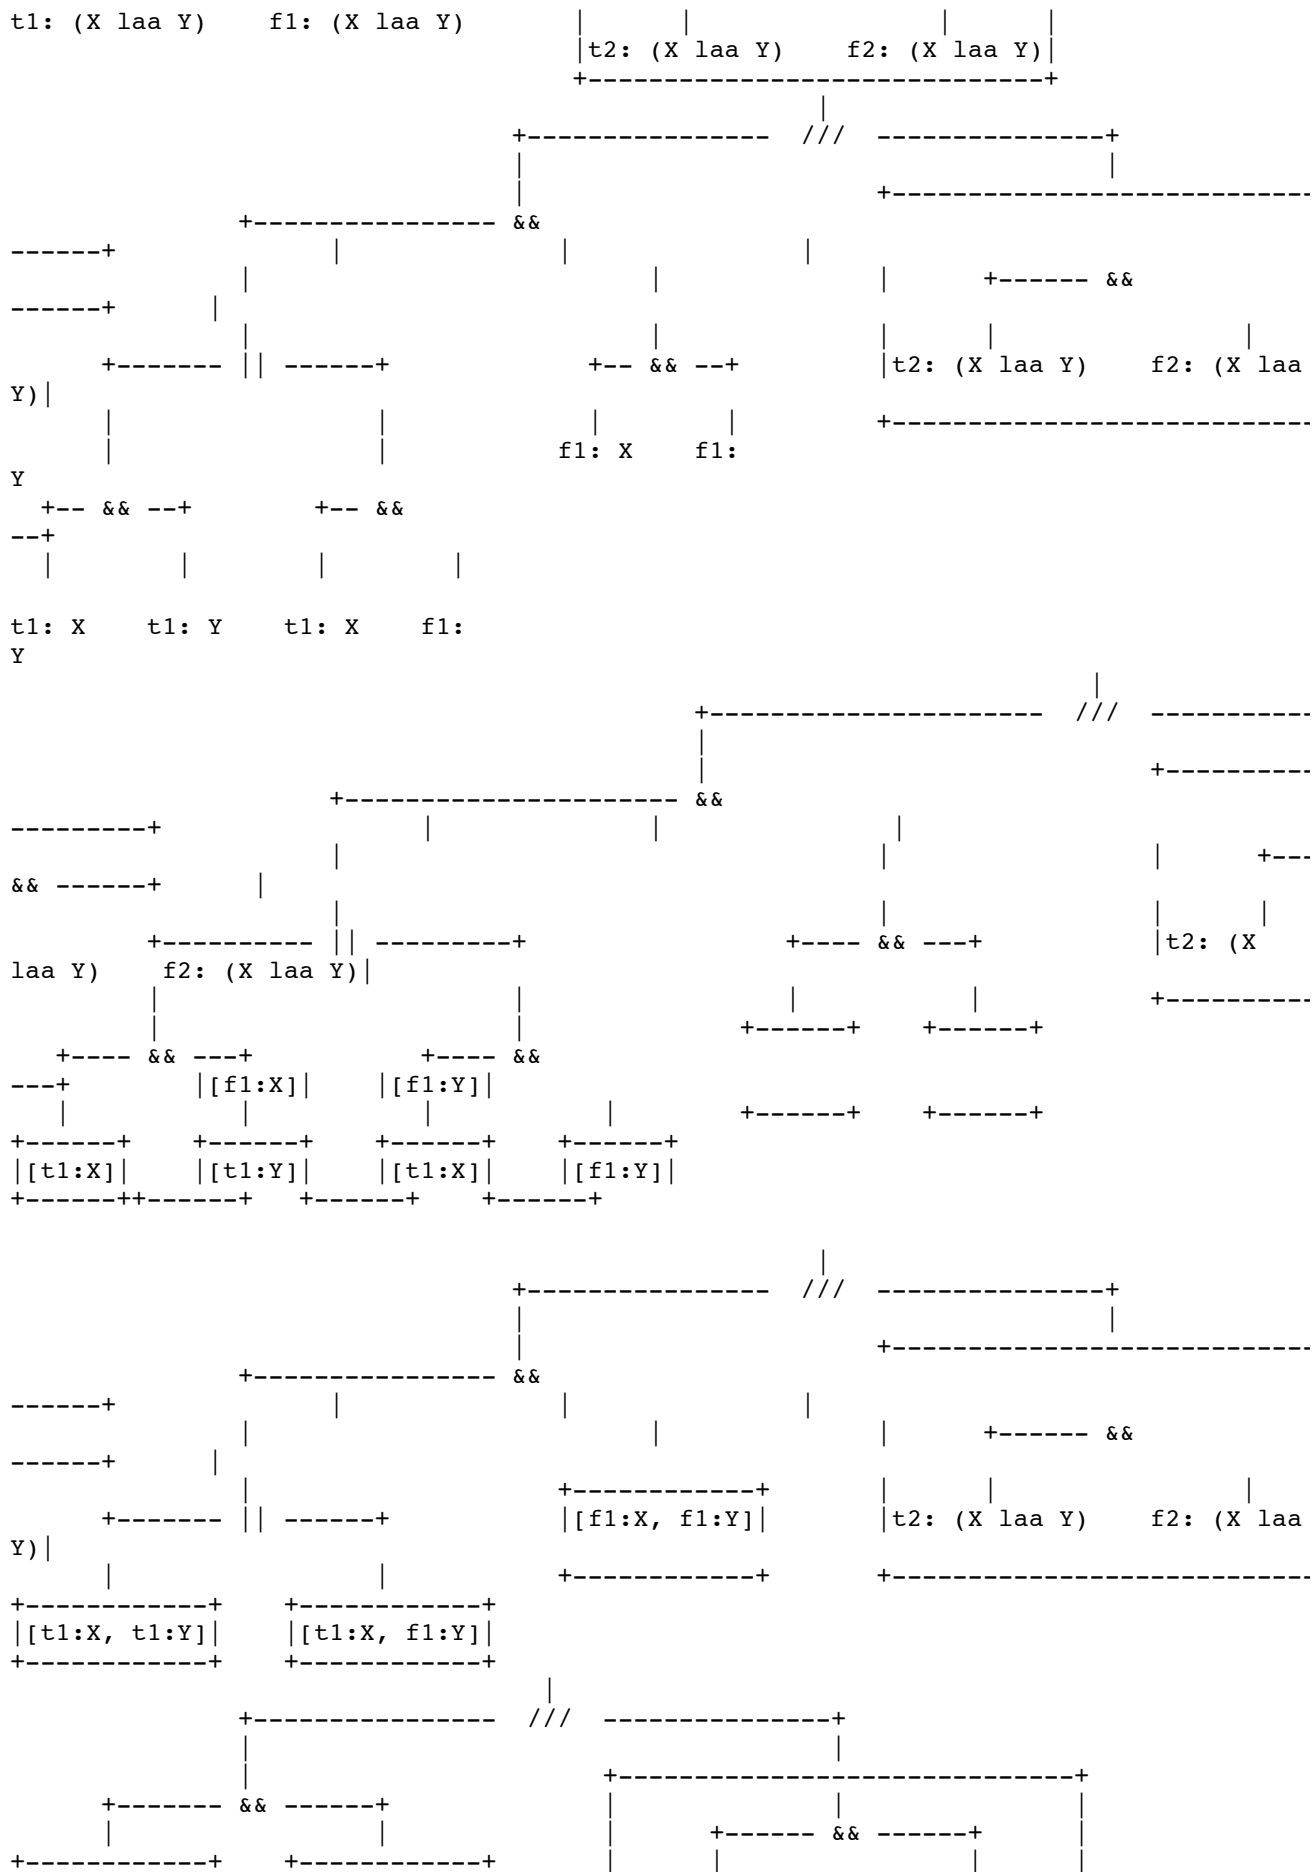 t1: (X laa Y)     f1: (X laa Y)        |       |                  |       |
                                      |t2: (X laa Y)     f2: (X laa Y)|
                                      +------------------------------+
                                                      |
                                  +----------------  ///  ---------------+
                                  |                                      |
                                  |                       +----------------------------
                +---------------- &&
------+               |               |               |
                |                           |               |       +------ &&
------+       |
                |                           |               |       |                 |
       +------- || ------+              +-- && --+          |t2: (X laa Y)     f2: (X laa
Y)|
       |                 |              |        |          +----------------------------
       |                 |            f1: X     f1:
Y
  +-- && --+        +-- &&
--+
  |        |        |        |
t1: X    t1: Y    t1: X    f1:
Y
                                                                        |
                                              +----------------------  ///  -----------
                                              |
                                              |                             +----------
                      +---------------------- &&
---------+                  |              |               |
                      |                                   |                 |      +---
&& ------+       |
                      |                                   |                 |      |
          +---------- || ---------+                 +---- && ---+           |t2: (X
laa Y)     f2: (X laa Y)|
          |                       |                 |           |           +----------
          |                       |              +------+    +------+
    +---- && ---+           +---- &&
---+         |[f1:X]|    |[f1:Y]|
    |           |           |           |        +------+    +------+
+------+    +------+    +------+    +------+
|[t1:X]|    |[t1:Y]|    |[t1:X]|    |[f1:Y]|
+------++------+   +------+    +------+
                                                      |
                                  +----------------  ///  ---------------+
                                  |                                      |
                                  |                       +----------------------------
                +---------------- &&
------+               |               |               |
                |                          |              |      +------ &&
------+       |
                |                    +------------+       |      |                |
       +------- || ------+           |[f1:X, f1:Y]|       |t2: (X laa Y)    f2: (X laa
Y)|
       |                 |           +------------+       +----------------------------
+------------+    +------------+
|[t1:X, t1:Y]|    |[t1:X, f1:Y]|
+------------+    +------------+
                                   |
               +----------------  ///  ---------------+
               |                                      |
               |                       +------------------------------+
      +------- && ------+              |              |               |
      |                 |              |      +------ && ------+      |
+------------+    +------------+       |      |                |      |